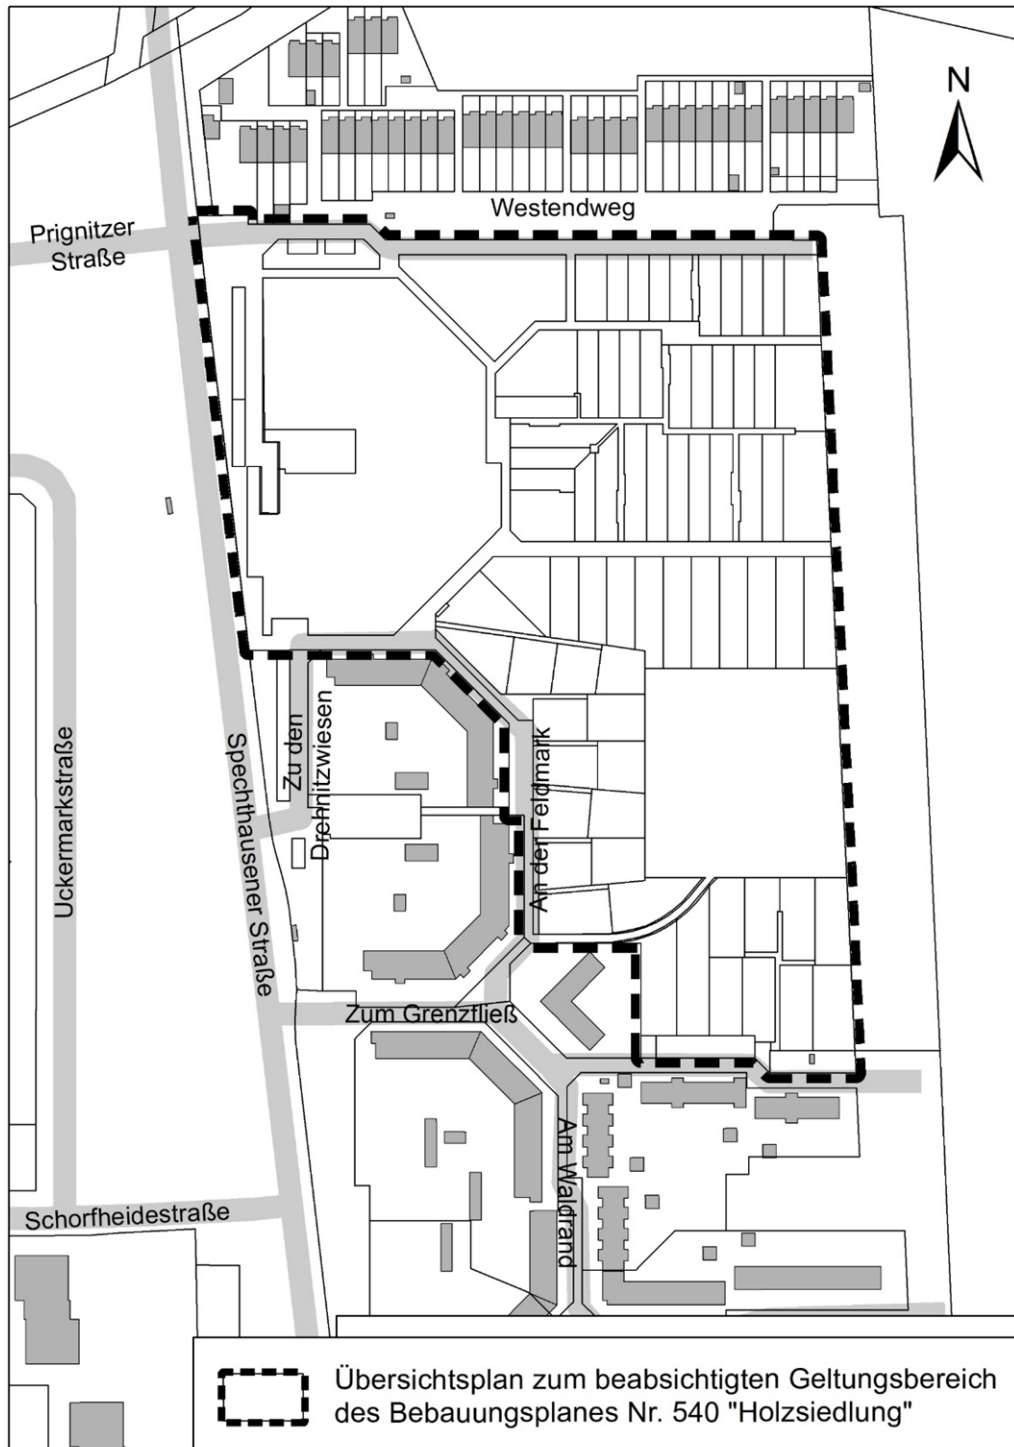 N
Westendweg
Prignitzer
Straße
Uckermarkstraße
Spechthausener Straße
Zu den
Drehnitzwiesen
An der Feldmark
Zum Grenzfließ
Am Waldrand
Schorfheidestraße
Übersichtsplan zum beabsichtigten Geltungsbereich
des Bebauungsplanes Nr. 540 "Holzsiedlung"